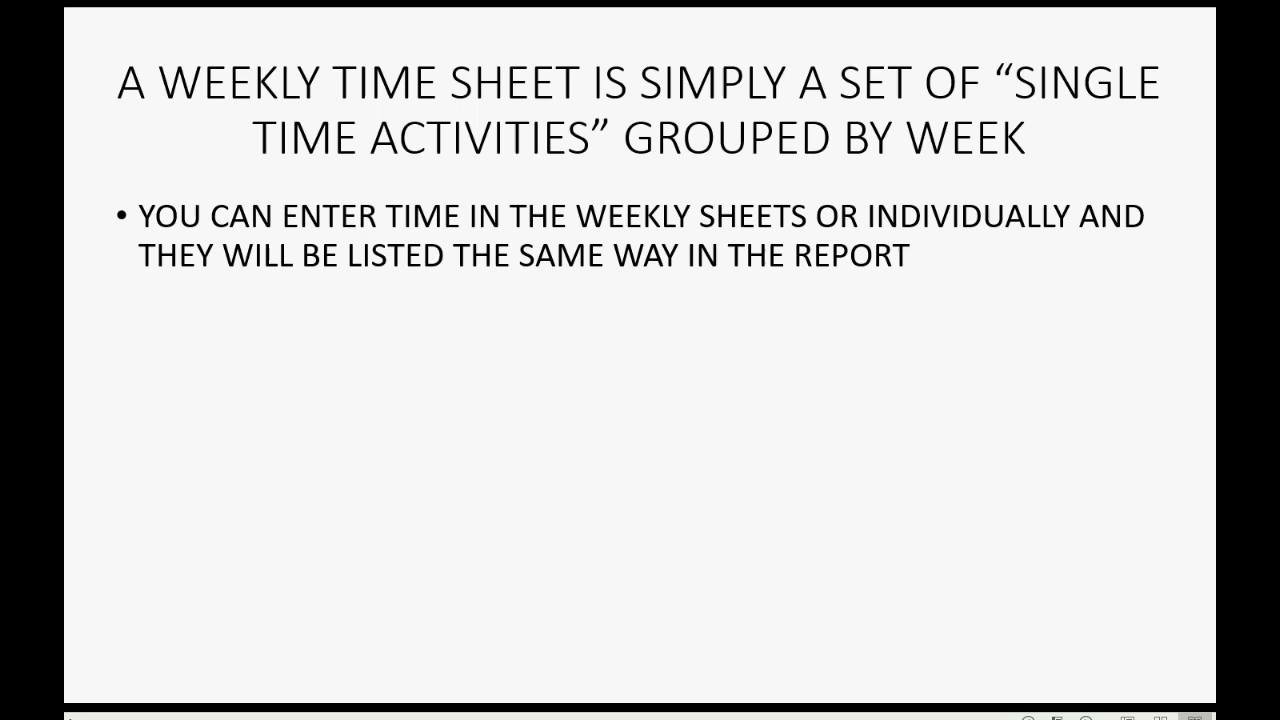 A WEEKLY TIME SHEET IS SIMPLY A SET OF “SINGLE
TIME ACTIVITIES” GROUPED BY WEEK
• YOU CAN ENTER TIME IN THE WEEKLY SHEETS OR INDIVIDUALLY AND
THEY WILL BE LISTED THE SAME WAY IN THE REPORT